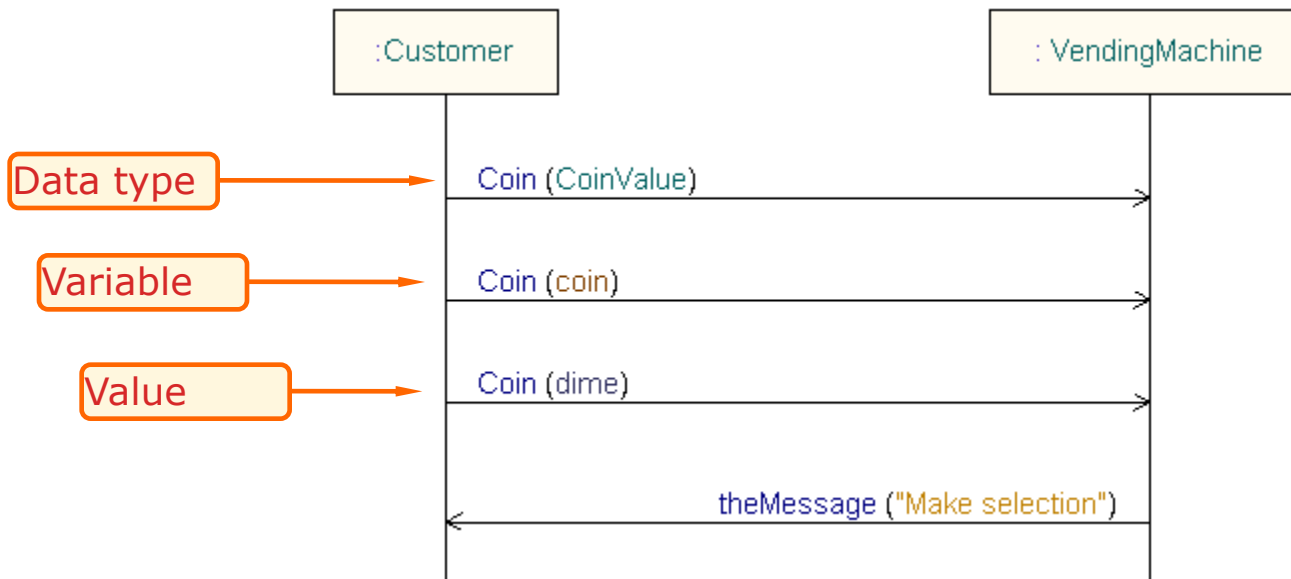 :Customer
: VendingMachine
Data type
Coin (CoinValue)
Variable
Coin (coin)
Value
Coin (dime)
theMessage ("Make selection")